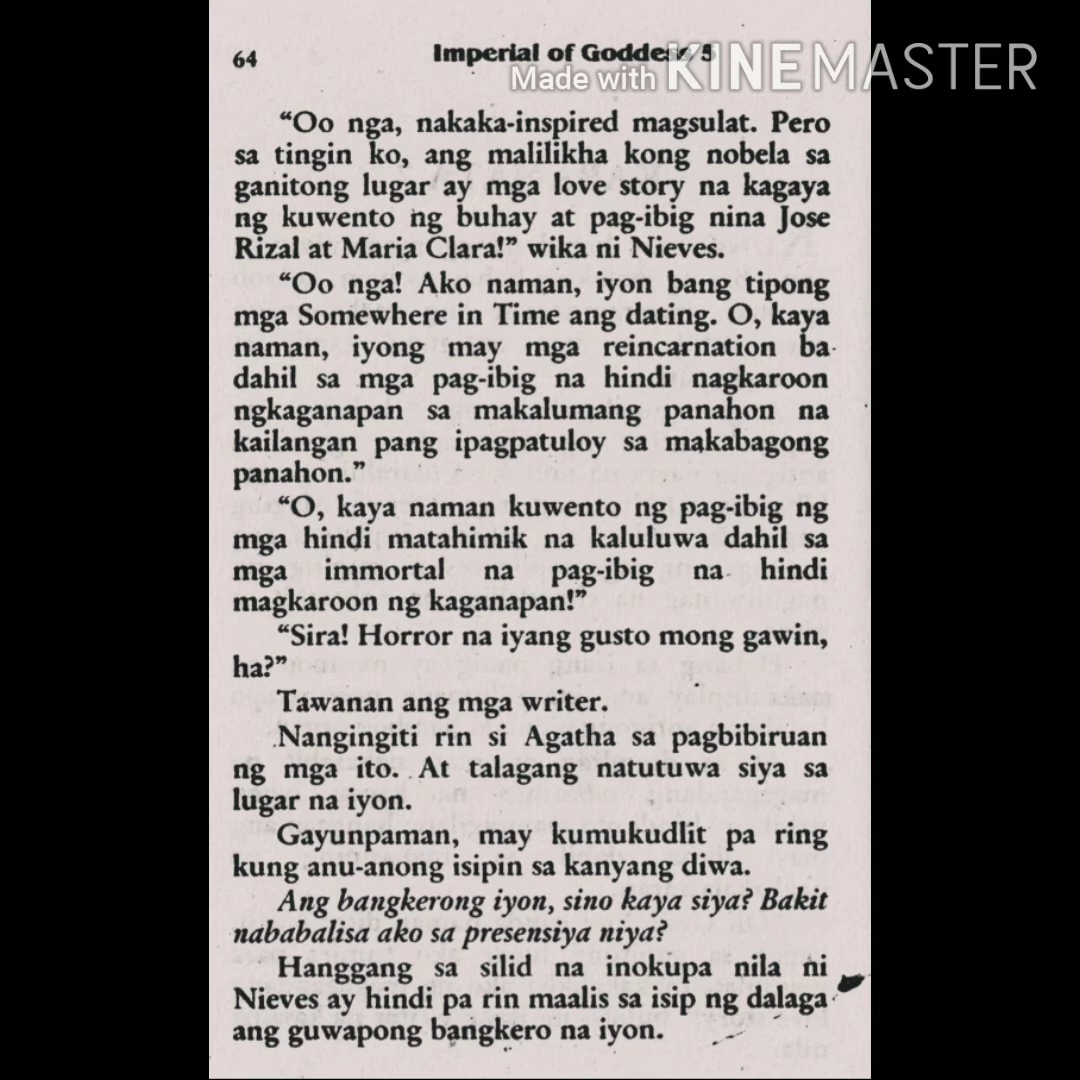 64
Imperial of Goddess/5
Made with KINEMASTER
“Oo nga, nakaka-inspired magsulat. Pero
sa tingin ko, ang malilikha kong nobela sa
ganitong lugar ay mga love story na kagaya
ng kuwento ng buhay at pag-ibig nina Jose
Rizal at Maria Clara!” wika ni Nieves.
“Oo nga! Ako naman, iyon bang tipong
mga Somewhere in Time ang dating. O, kaya
naman, iyong may mga reincarnation ba
dahil sa mga pag-ibig na hindi nagkaroon
ngkaganapan sa makalumang panahon na
kailangan pang ipagpatuloy sa makabagong
panahon.”
“O, kaya naman kuwento ng pag-ibig ng
mga hindi matahimik na kaluluwa dahil sa
mga immortal na pag-ibig na hindi
magkaroon ng kaganapan!”
“Sira! Horror na iyang gusto mong gawin,
ha?”
Tawanan ang mga writer.
Nangingiti rin si Agatha sa pagbibiruan
ng mga ito. At talagang natutuwa siya sa
lugar na iyon.
Gayunpaman, may kumukudlit pa ring
kung anu-anong isipin sa kanyang diwa.
Ang bangkerong iyon, sino kaya siya? Bakit
nababalisa ako sa presensiya niya?
Hanggang sa silid na inokupa nila ni
Nieves ay hindi pa rin maalis sa isip ng dalaga
ang guwapong bangkero na iyon.